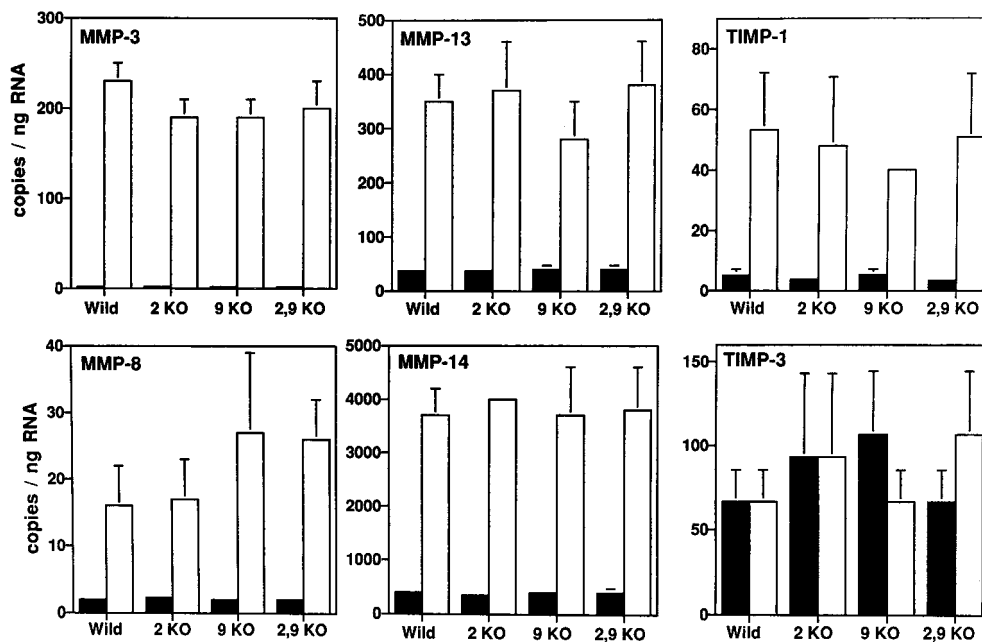 MMP-3
copies / ng RNA
300
200
100
0
Wild 2 KO 9 KO 2,9 KO
MMP-13
500
400
300
200
100
0
Wild 2 KO 9 KO 2,9 KO
TIMP-1
80
60
40
20
0
Wild 2 KO 9 KO 2,9 KO
MMP-8
copies / ng RNA
40
30
20
10
0
Wild 2 KO 9 KO 2,9 KO
MMP-14
5000
4000
3000
2000
1000
0
Wild 2 KO 9 KO 2,9 KO
TIMP-3
150
100
50
0
Wild 2 KO 9 KO 2,9 KO